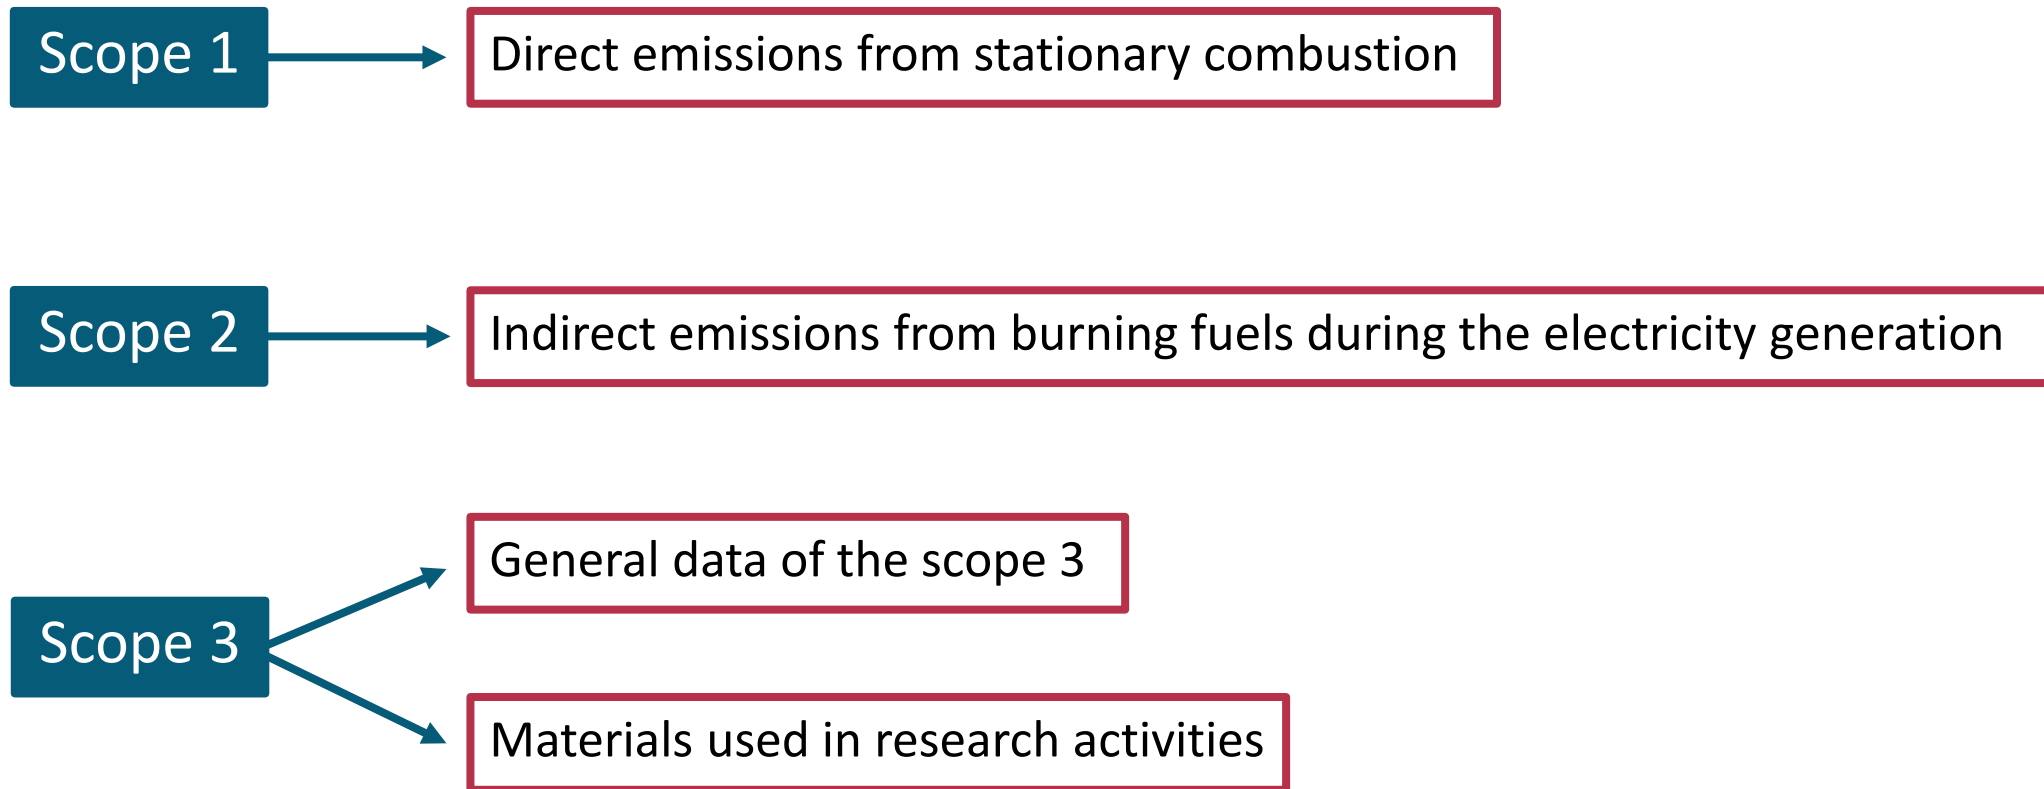 Scope 1
Direct emissions from stationary combustion
Scope 2
Indirect emissions from burning fuels during the electricity generation
General data of the scope 3
Scope 3
Materials used in research activities